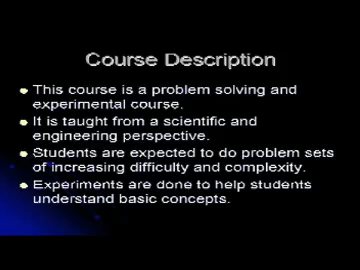 Course Description
This course is a problem solving and
experimental course.
It is taught from a scientific and
engineering perspective.
Students are expected to do problem sets
of increasing difficulty and complexity.
Experiments are done to help students
understand basic concepts.